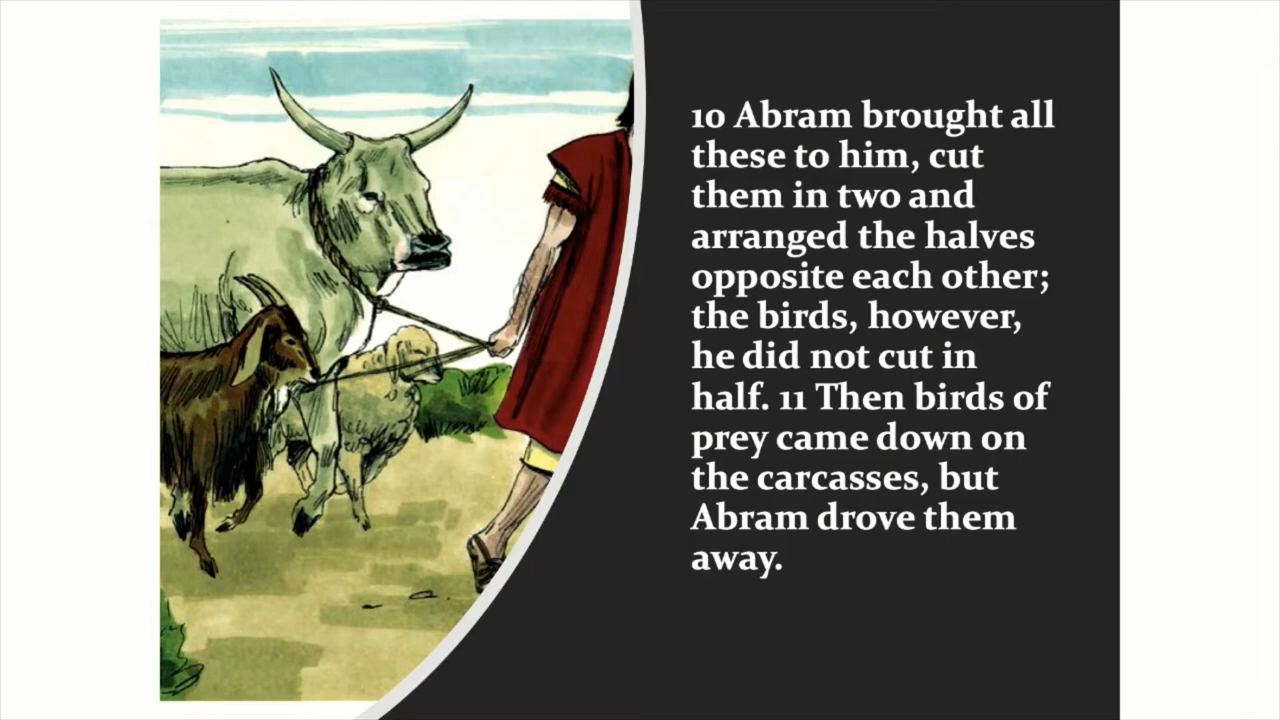 10 Abram brought all
these to him, cut
them in two and
arranged the halves
opposite each other;
the birds, however,
he did not cut in
half. 11 Then birds of
prey came down on
the carcasses, but
Abram drove them
away.